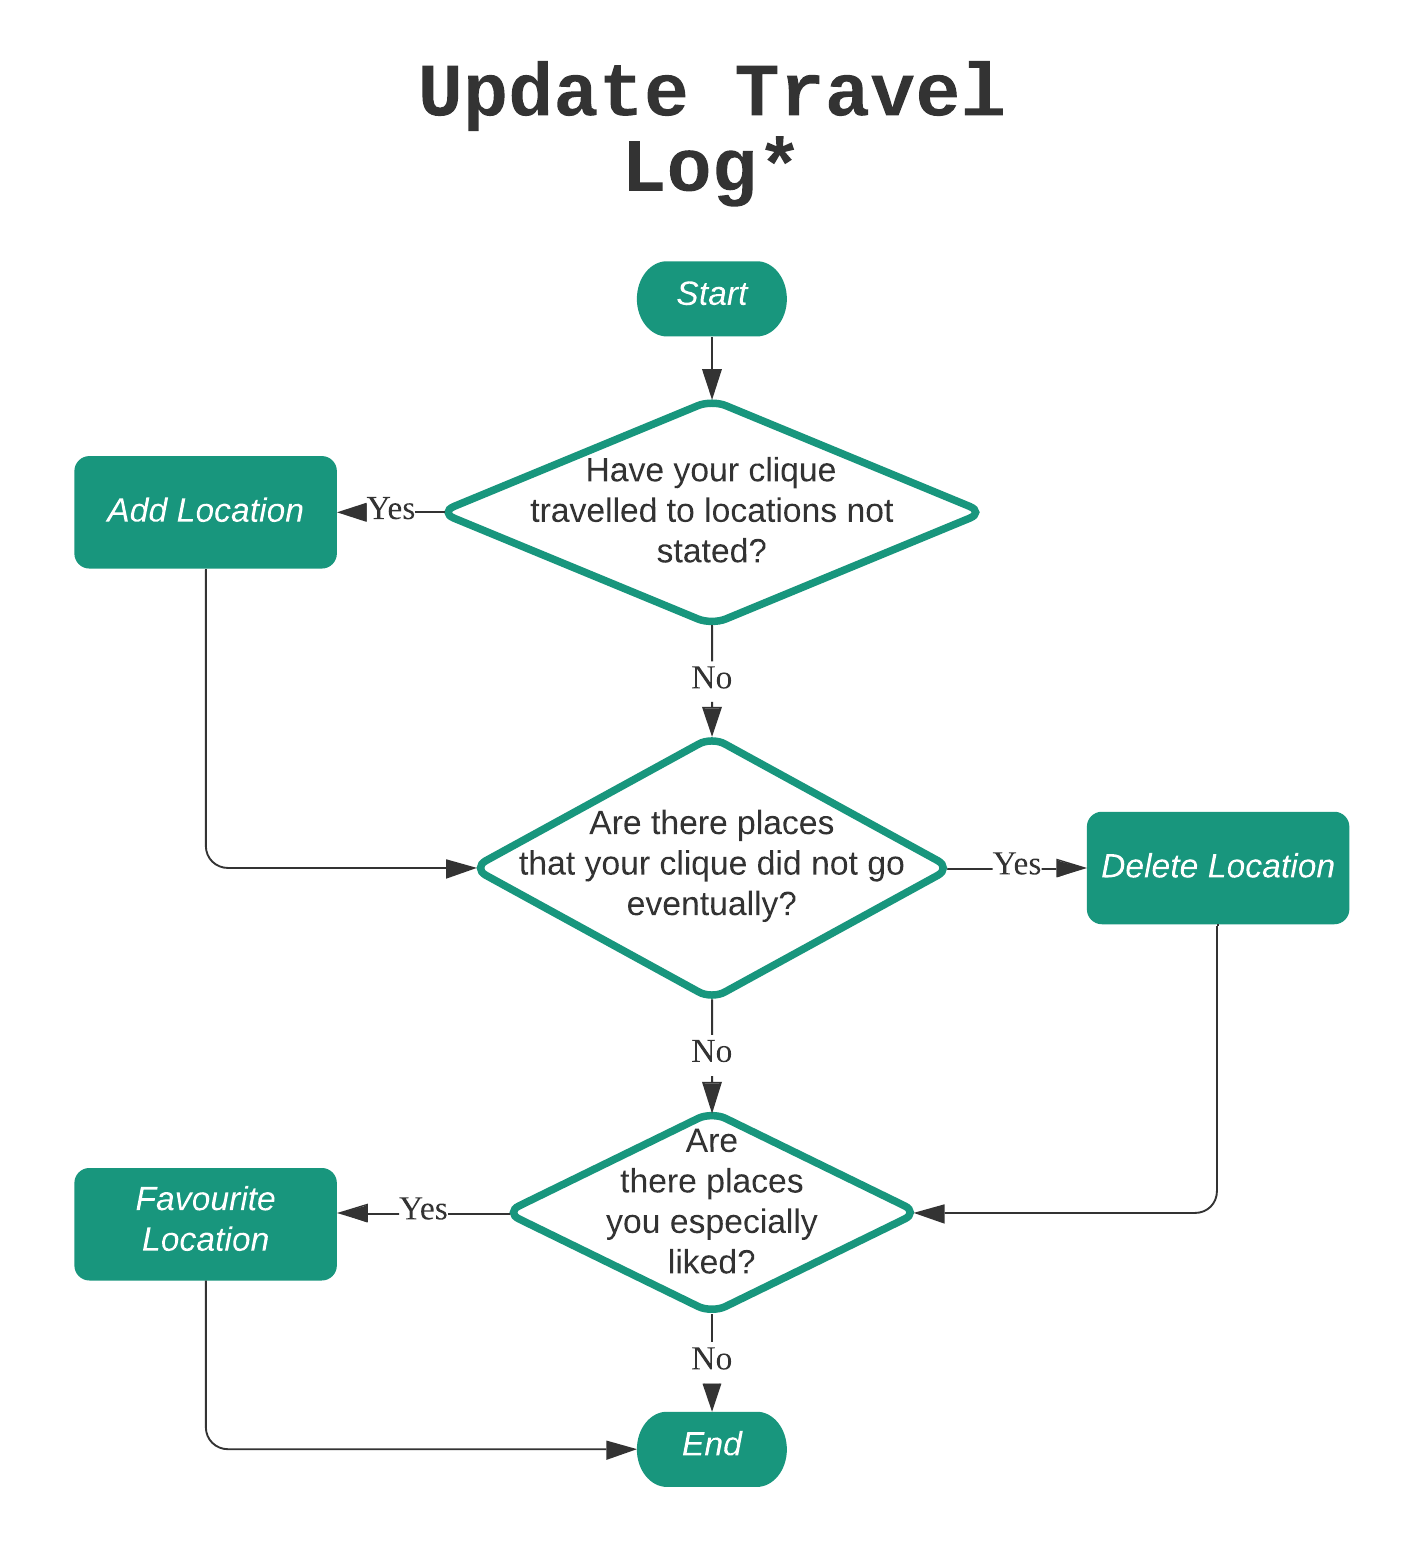 Update Travel
Log*
Start
Have your clique
travelled to locations not
stated?
Yes
Add Location
No
Are there places
that your clique did not go
eventually?
Yes
Delete Location
No
Are
there places
you especially
liked?
Yes
Favourite
Location
No
End